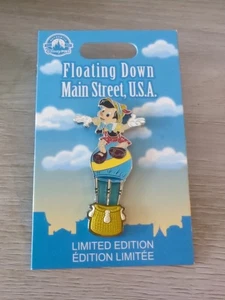 Floating Down
Main Street, U.S.A.
LIMITED EDITION
ÉDITION LIMITÉE